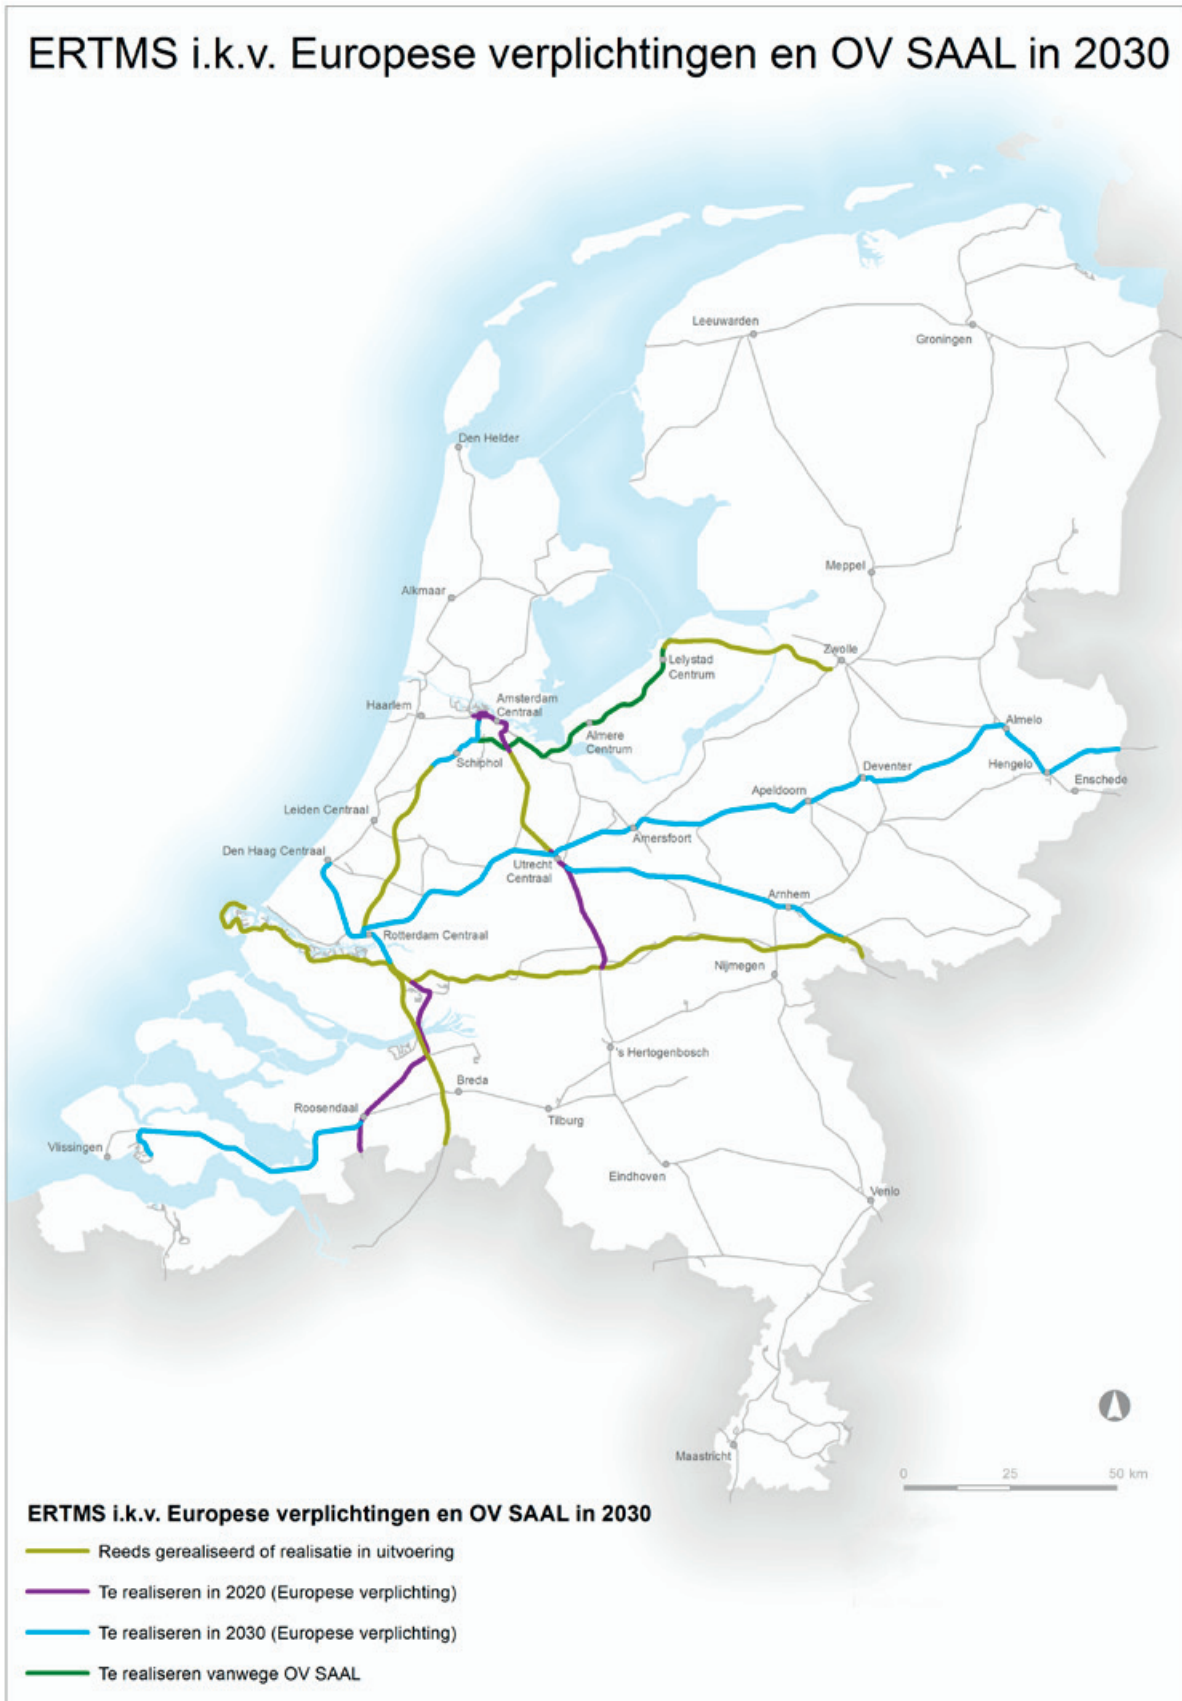 ERTMS i.k.v. Europese verplichtingen en OV SAAL in 2030
Leeuwarden
Groningen
Den Helder
Meppel
Alkmaar
Zwolle
Lelystad
Centrum
Haarlem
Amsterdam
Centraal
Almere
Centrum
Almelo
Schiphol
Hengelo
Deventer
Enschede
Apeldoorn
Leiden Centraal
Amersfoort
Den Haag Centraal
Utrecht
Centraal
Arnhem
Rotterdam Centraal
Nijmegen
's Hertogenbosch
Breda
Roosendaal
Tilburg
Vlissingen
Eindhoven
Venlo
Maastricht
0 25 50 km
ERTMS i.k.v. Europese verplichtingen en OV SAAL in 2030
Reeds gerealiseerd of realisatie in uitvoering
Te realiseren in 2020 (Europese verplichting)
Te realiseren in 2030 (Europese verplichting)
Te realiseren vanwege OV SAAL